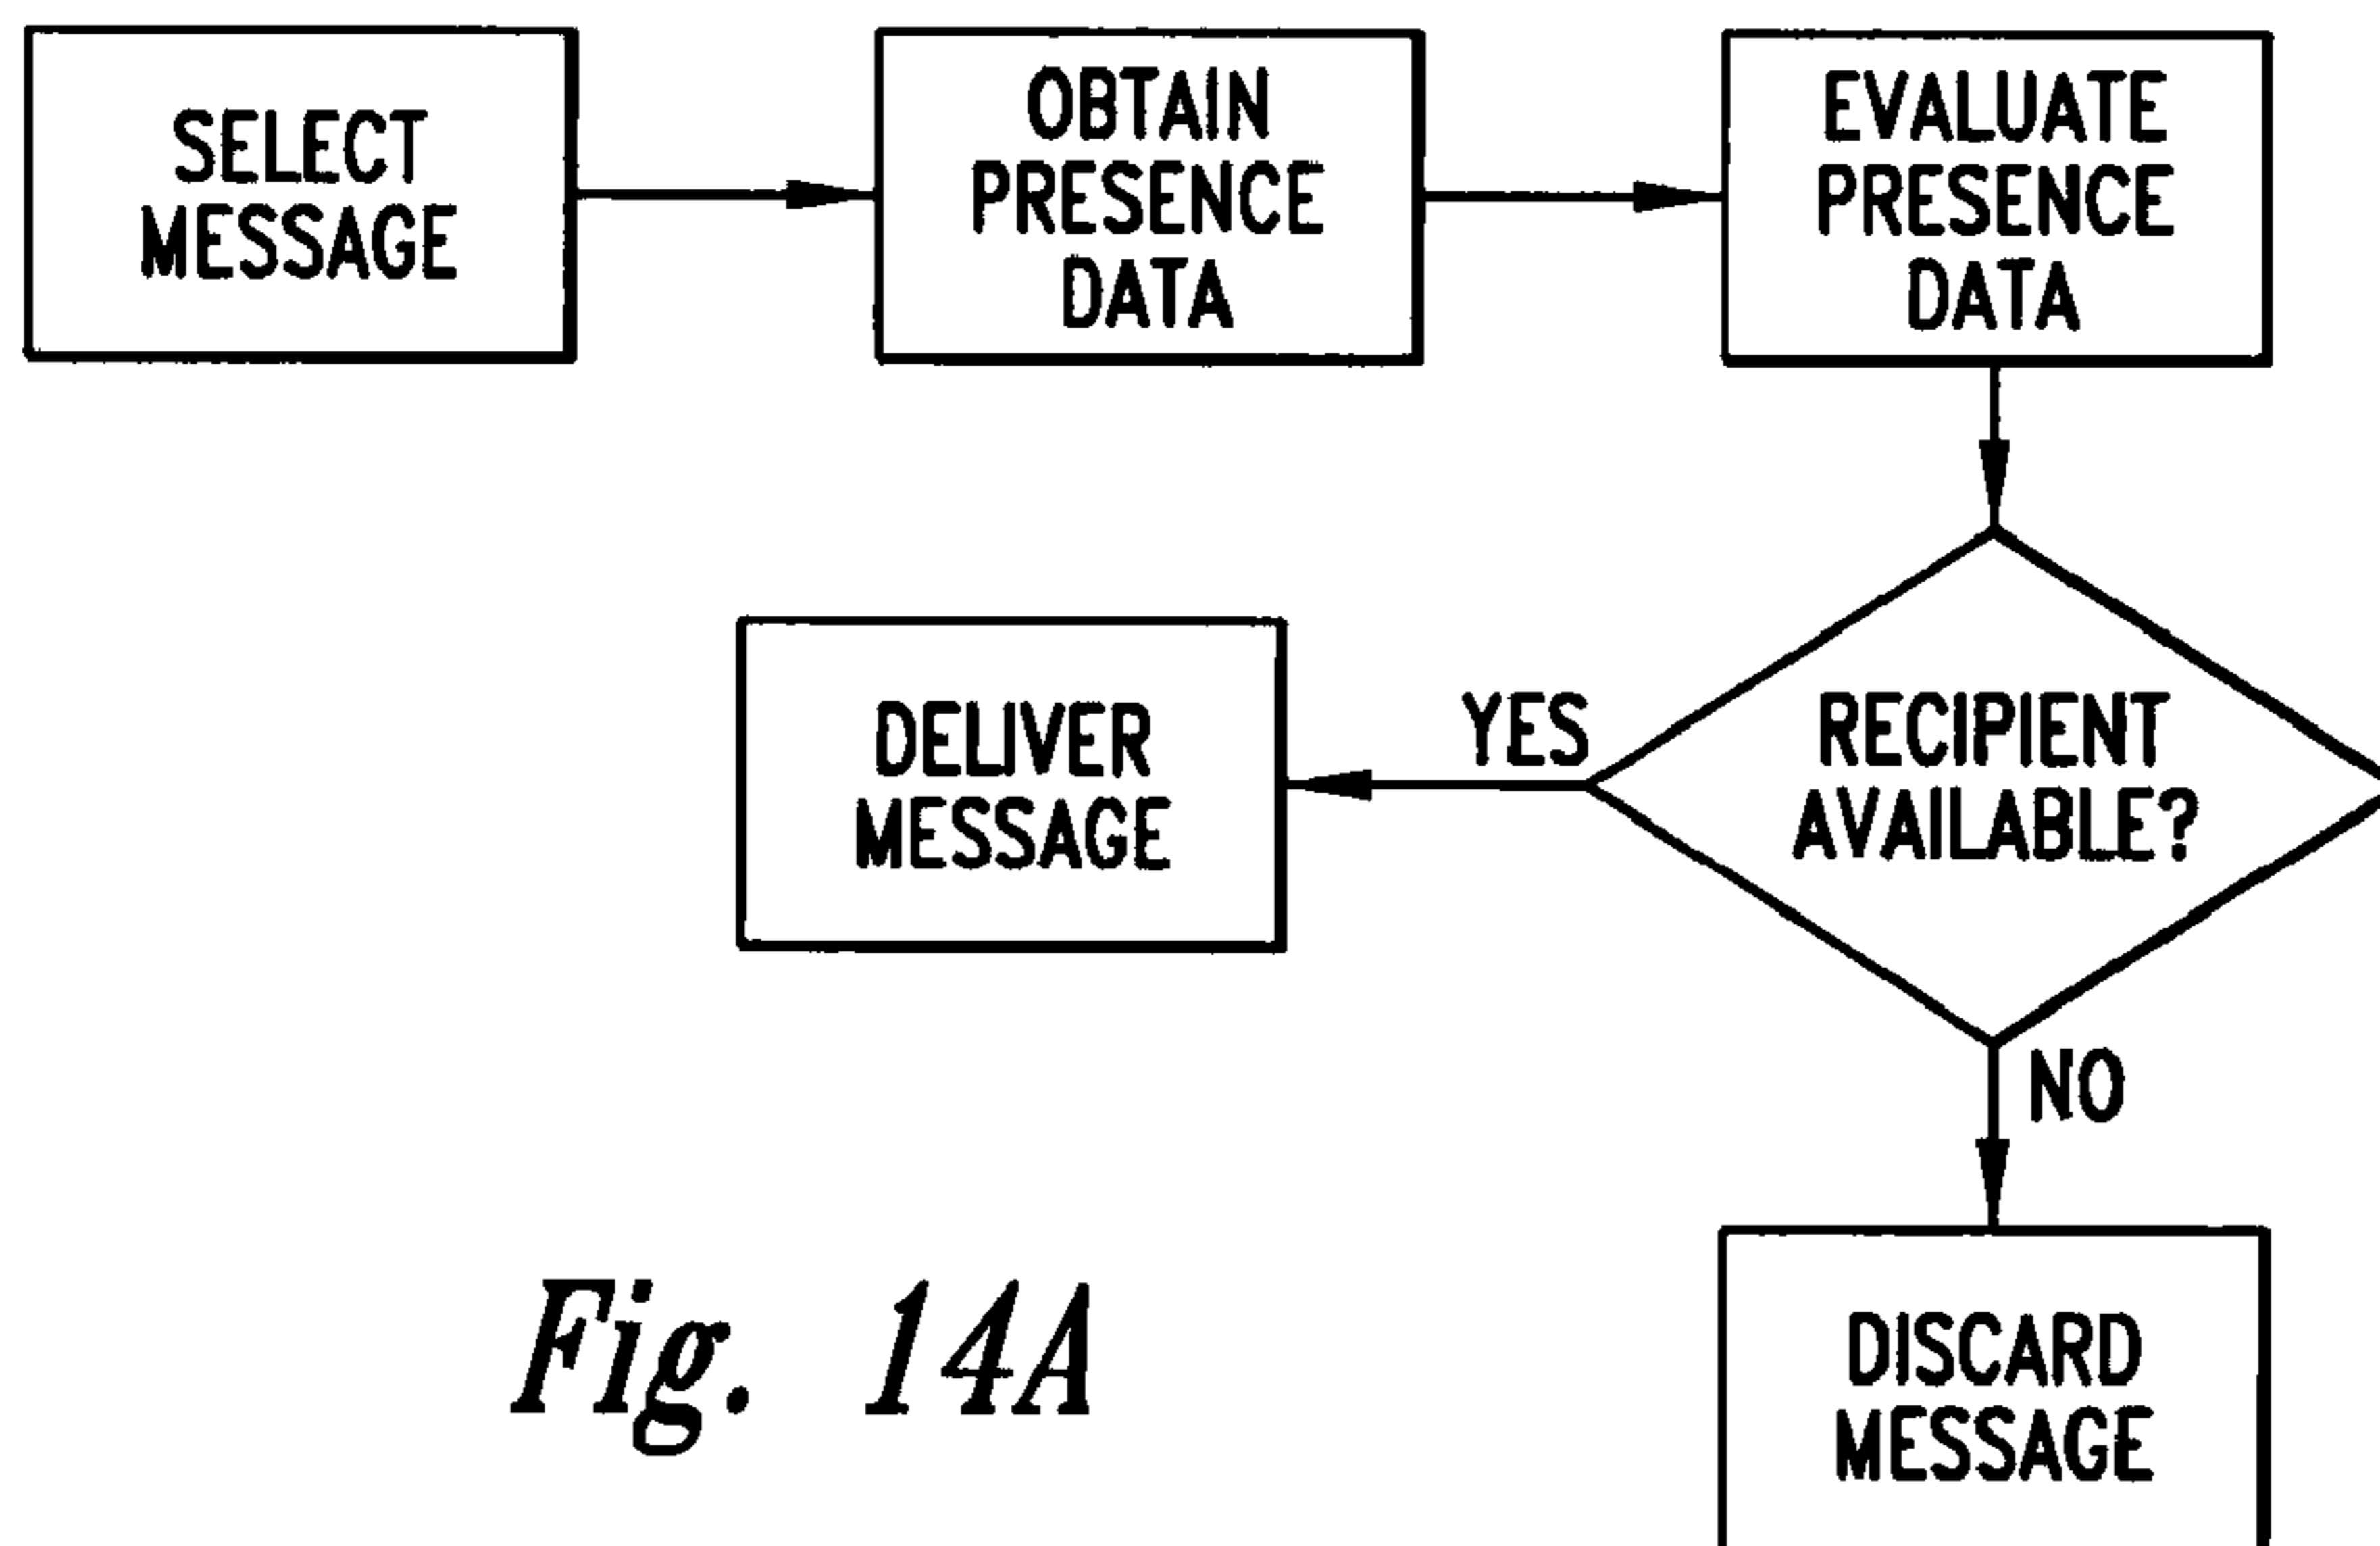 SELECT
MESSAGE
OBTAIN
PRESENCE
DATA
EVALUATE
PRESENCE
DATA
RECIPIENT
AVAILABLE?
YES
DELIVER
MESSAGE
NO
DISCARD
MESSAGE
Fig. 14A